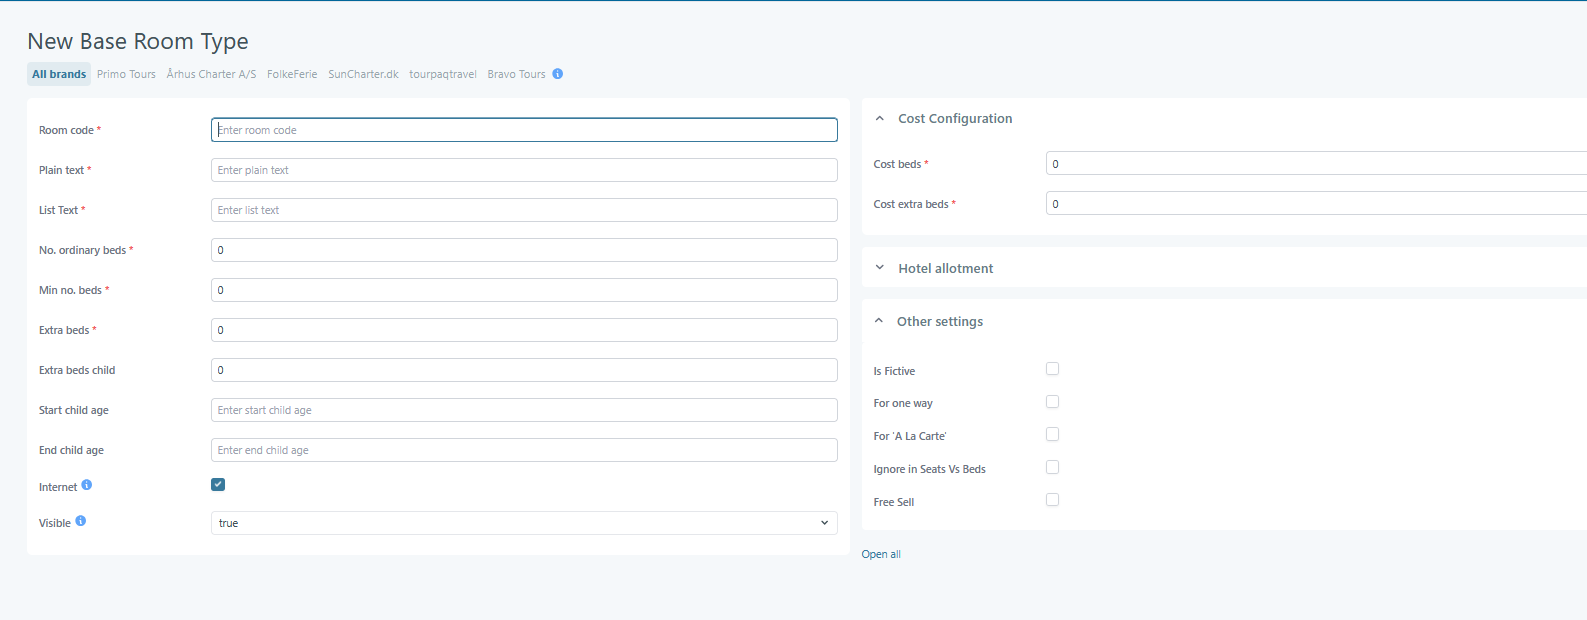 New Base Room Type
All brands Primo Tours Århus Charter A/S FolkeFerie SunCharter.dk tourpaqtravel Bravo Tours
Room code *
Enter room code
Plain text *
Enter plain text
List Text *
Enter list text
No. ordinary beds *
0
Min no. beds *
0
Extra beds *
0
Extra beds child
0
Start child age
Enter start child age
End child age
Enter end child age
Internet
Visible
true
Cost Configuration
Cost beds *
0
Cost extra beds *
0
Hotel allotment
Other settings
Is Fictive
For one way
For 'A La Carte'
Ignore in Seats Vs Beds
Free Sell
Open all